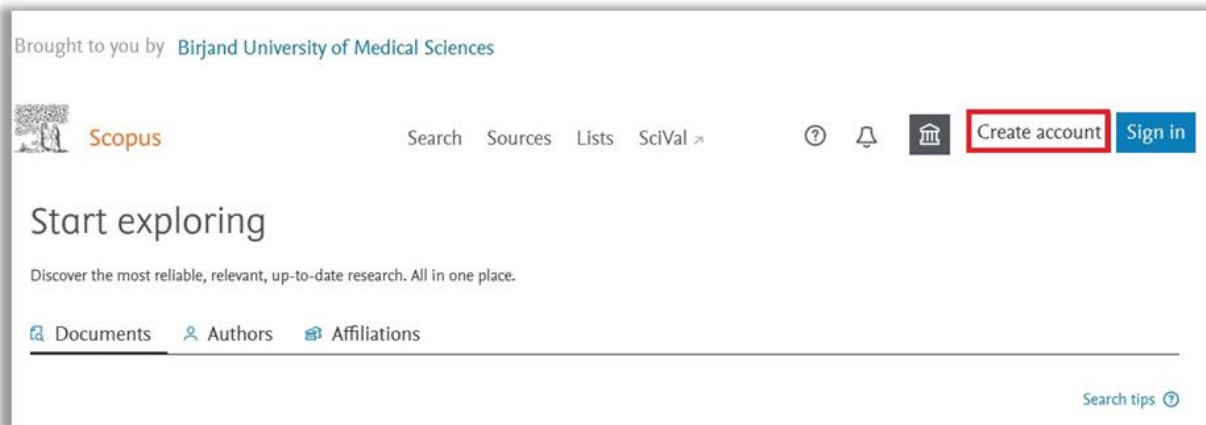 Brought to you by Birjand University of Medical Sciences
Scopus Search Sources Lists SciVal Create account Sign in
Start exploring
Discover the most reliable, relevant, up-to-date research. All in one place.
Documents Authors Affiliations
Search tips